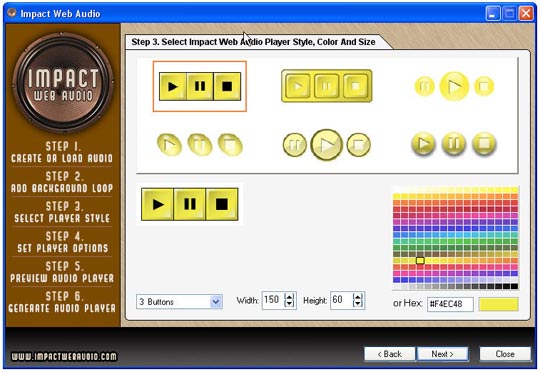 Impact Web Audio
IMPACT
WEB AUDIO
Step 3. Select Impact Web Audio Player Style, Color And Size
STEP 1.
CREATE OR LOAD AUDIO
STEP 2.
ADD BACKGROUND LOOP
STEP 3.
SELECT PLAYER STYLE
STEP 4.
SET PLAYER OPTIONS
STEP 5.
PREVIEW AUDIO PLAYER
STEP 6.
GENERATE AUDIO PLAYER
3 Buttons
Width: 150
Height: 60
or Hex: #F4EC48
WWW.IMPACTWEBAUDIO.COM
< Back
Next >
Close